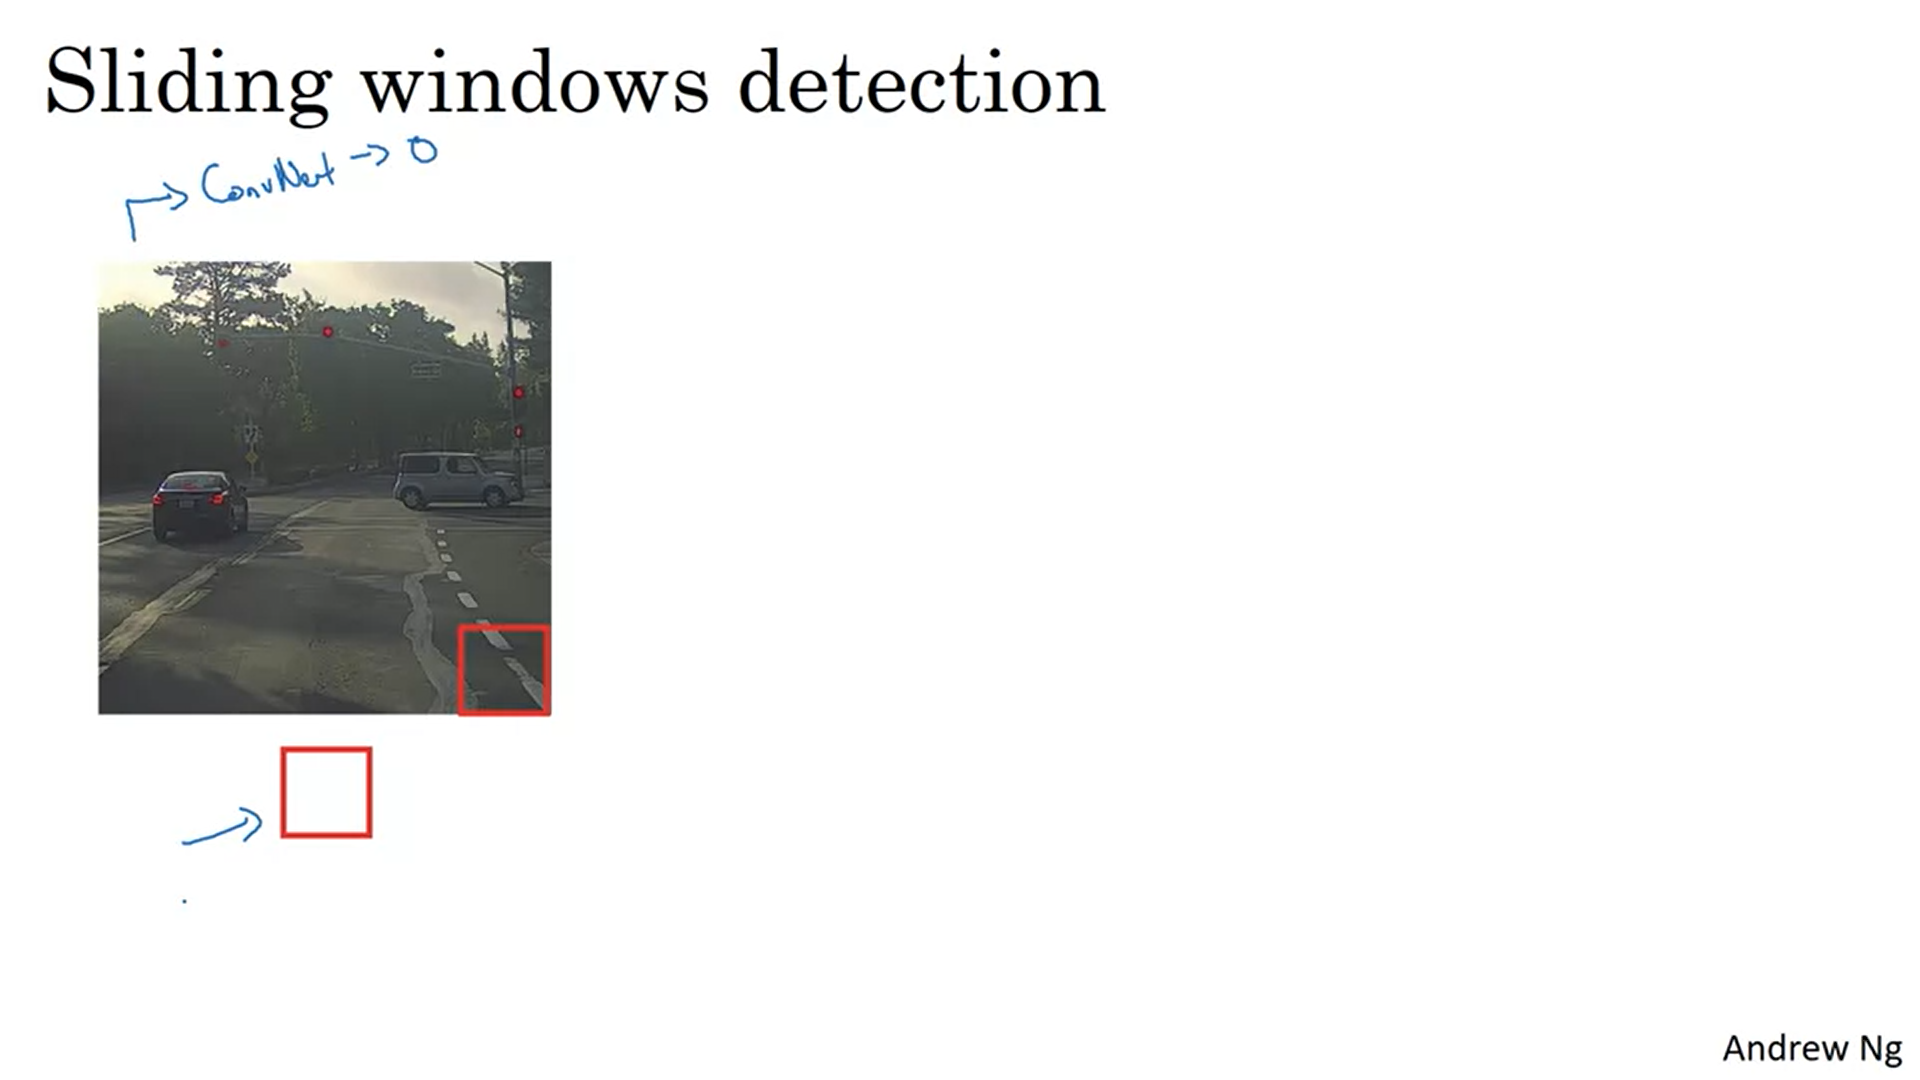 Sliding windows detection
→ ConvNet → 0
Andrew Ng